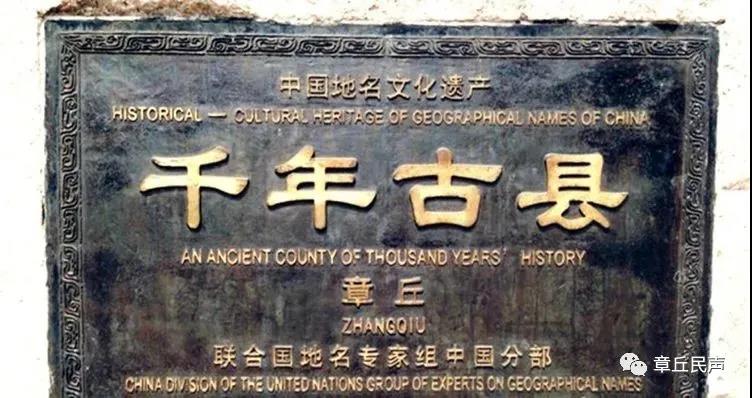 中国地名文化遗产
HISTORICAL — CULTURAL HERITAGE OF GEOGRAPHICAL NAMES OF CHINA
千年古县
AN ANCIENT COUNTY OF THOUSAND YEARS' HISTORY
章丘
ZHANGQIU
联合国地名专家组中国分部
CHINA DIVISION OF THE UNITED NATIONS GROUP OF EXPERTS ON GEOGRAPHICAL NAMES
章丘民声